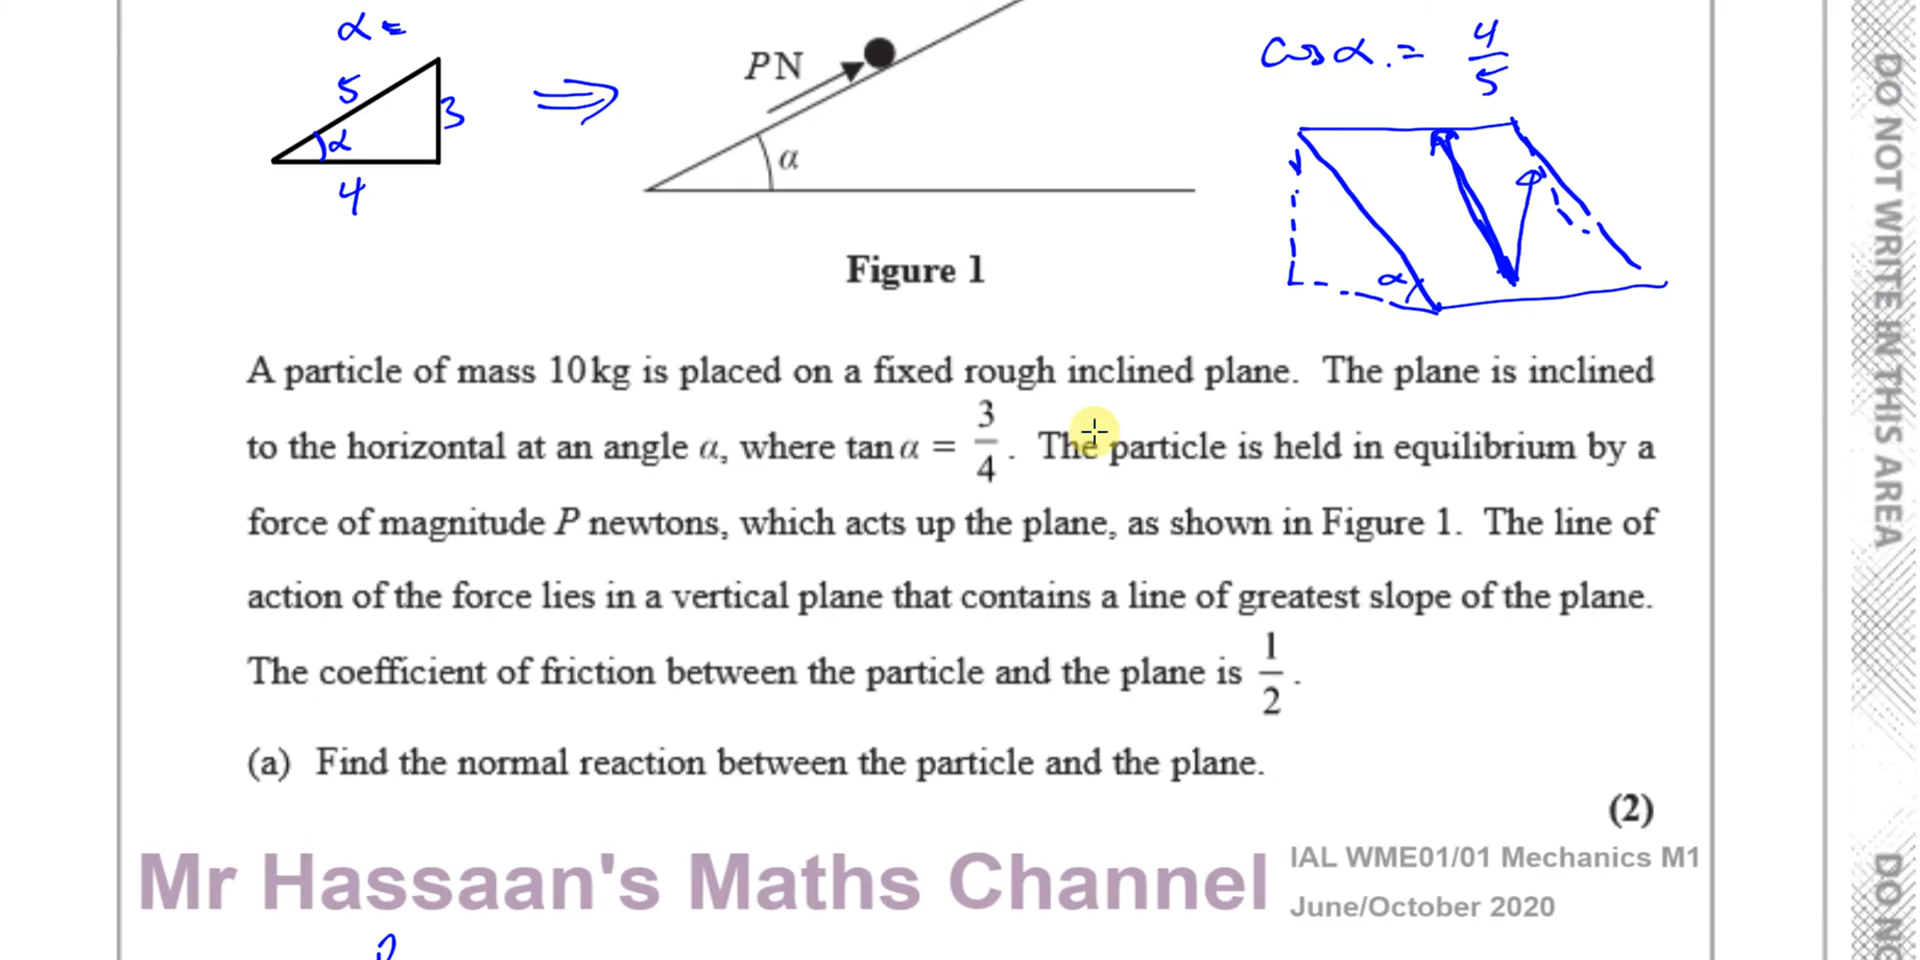 α =
5
3
α
4
PN
α
Figure 1
cos α. = 4/5
α
A particle of mass 10 kg is placed on a fixed rough inclined plane. The plane is inclined
to the horizontal at an angle α, where tan α = 3/4. The particle is held in equilibrium by a
force of magnitude P newtons, which acts up the plane, as shown in Figure 1. The line of
action of the force lies in a vertical plane that contains a line of greatest slope of the plane.
The coefficient of friction between the particle and the plane is 1/2.
(a) Find the normal reaction between the particle and the plane.
(2)
Mr Hassaan's Maths Channel
IAL WME01/01 Mechanics M1
June/October 2020
DO NOT WRITE IN THIS AREA
DO NO